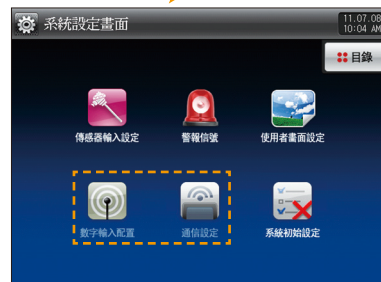 系統設定畫面
11.07.08
10:04 AM
目錄
傳感器輸入設定
警報信號
使用者畫面設定
數字輸入配置
通信設定
系統初始設定